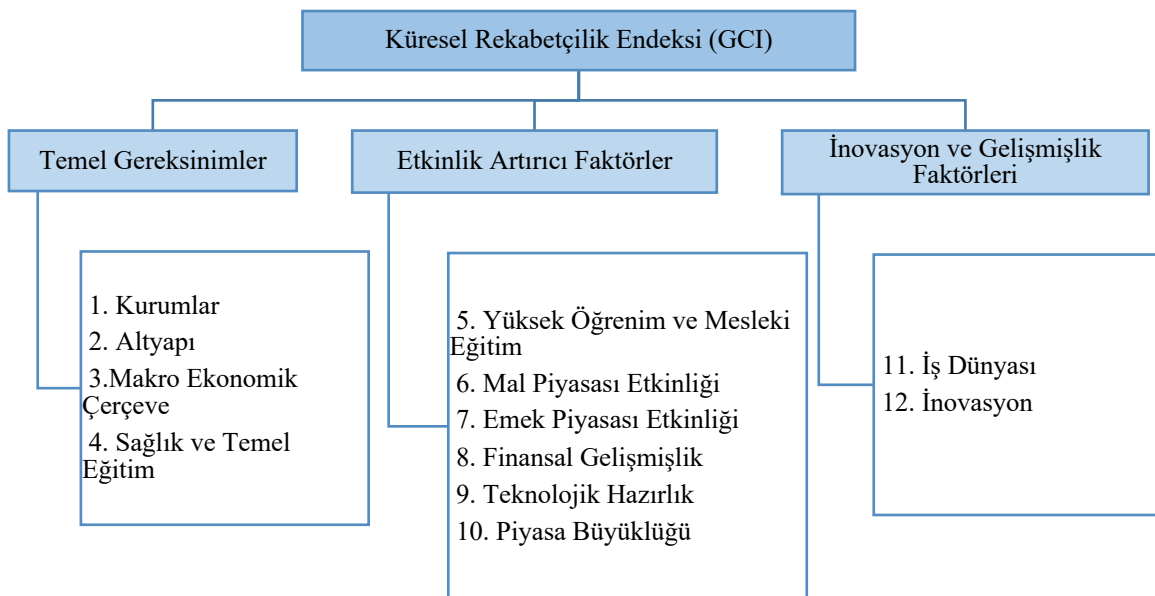 Küresel Rekabetçilik Endeksi (GCI)
Temel Gereksinimler
1. Kurumlar
2. Altyapı
3.Makro Ekonomik
Çerçeve
4. Sağlık ve Temel
Eğitim
Etkinlik Artırıcı Faktörler
5. Yüksek Öğrenim ve Mesleki
Eğitim
6. Mal Piyasası Etkinliği
7. Emek Piyasası Etkinliği
8. Finansal Gelişmişlik
9. Teknolojik Hazırlık
10. Piyasa Büyüklüğü
İnovasyon ve Gelişmişlik
Faktörleri
11. İş Dünyası
12. İnovasyon